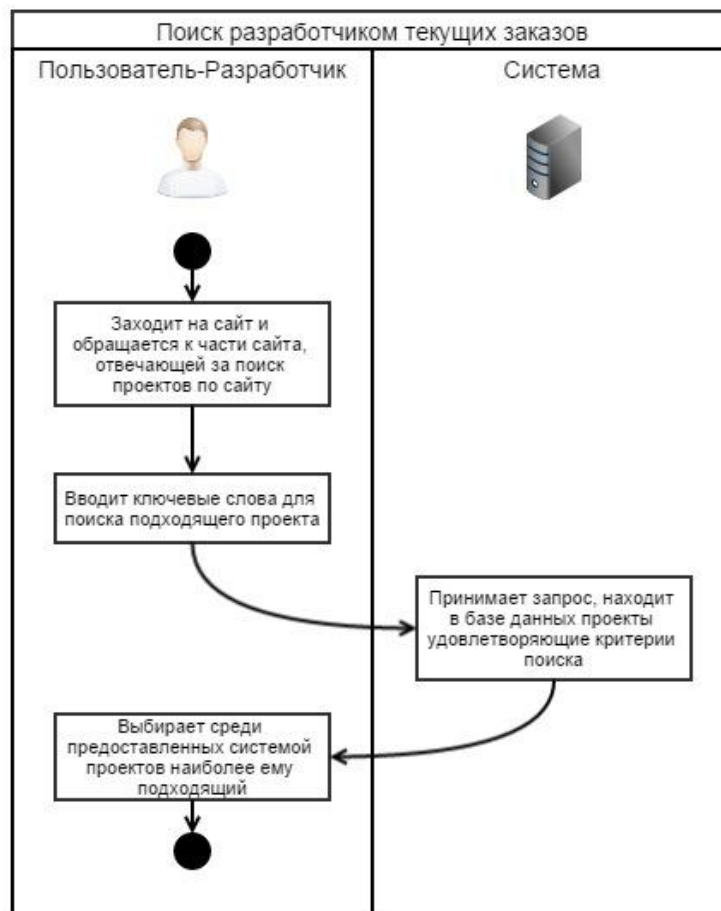 Поиск разработчиком текущих заказов
Пользователь-Разработчик
Система
Заходит на сайт и
обращается к части сайта,
отвечающей за поиск
проектов по сайту
Вводит ключевые слова для
поиска подходящего проекта
Принимает запрос, находит
в базе данных проекты
удовлетворяющие критерии
поиска
Выбирает среди
предоставленных системой
проектов наиболее ему
подходящий